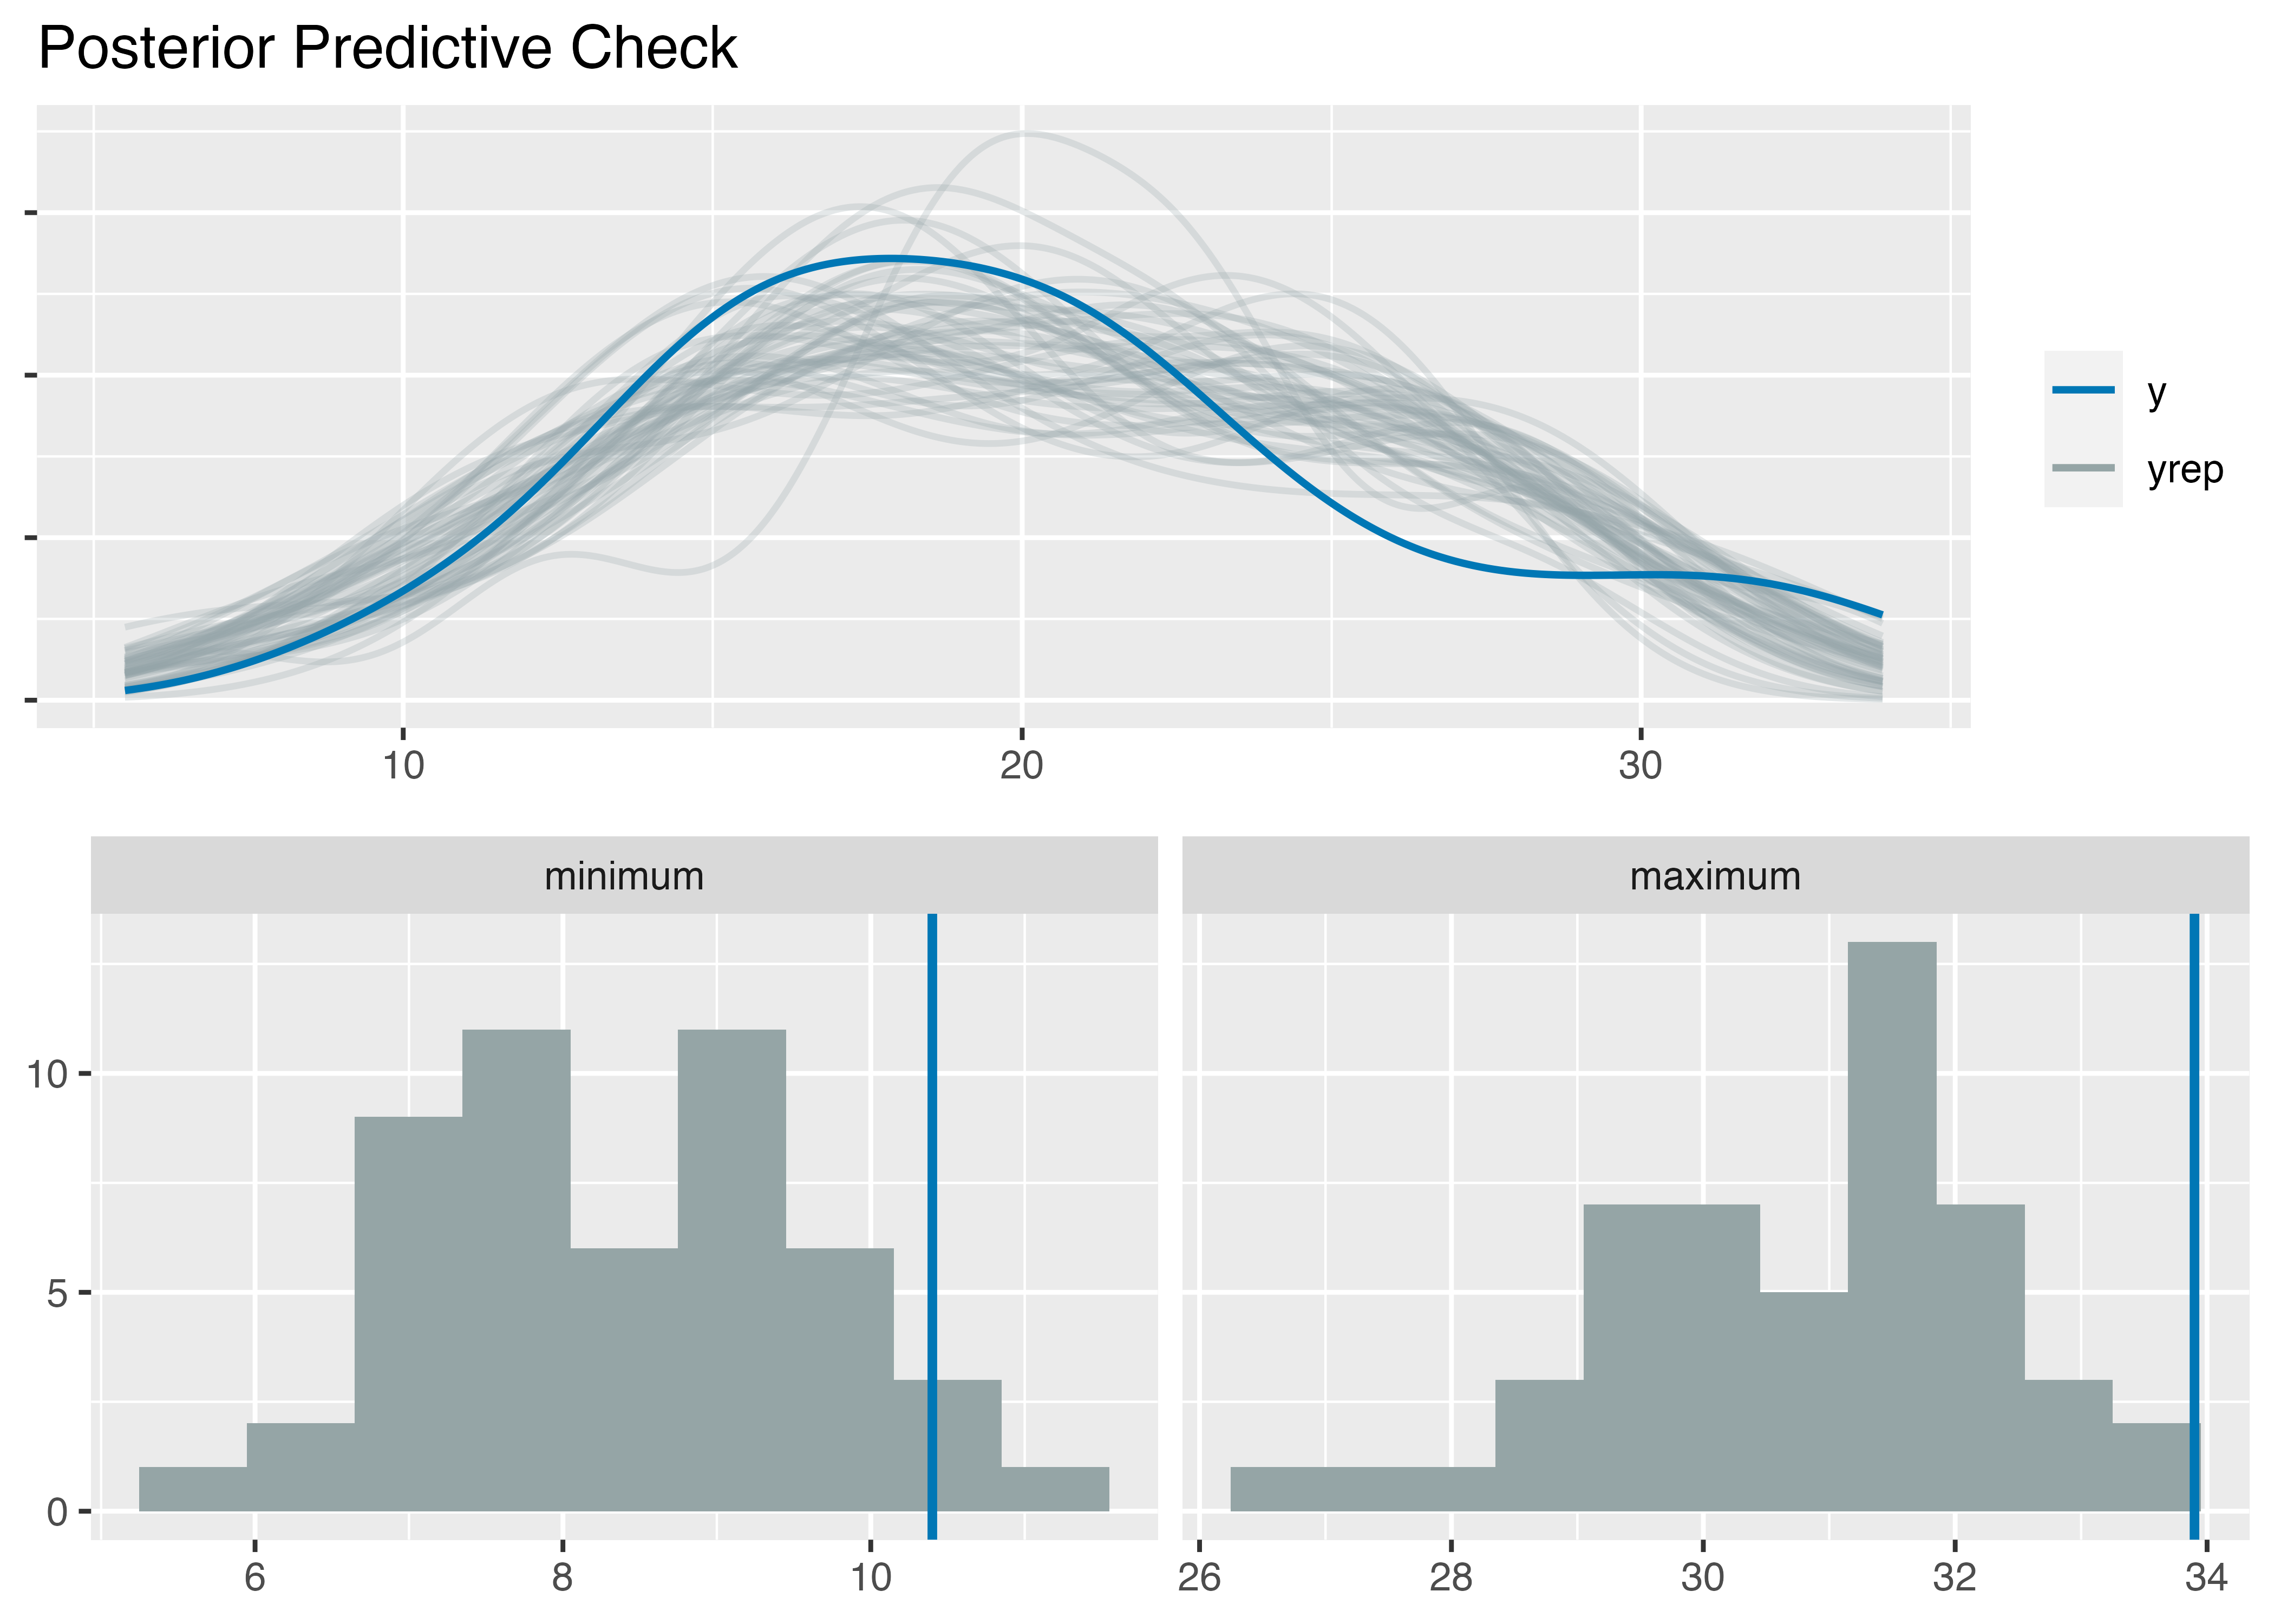 Posterior Predictive Check
y
yrep
10 20 30
minimum maximum
10
5
0
6 8 10 26 28 30 32 34